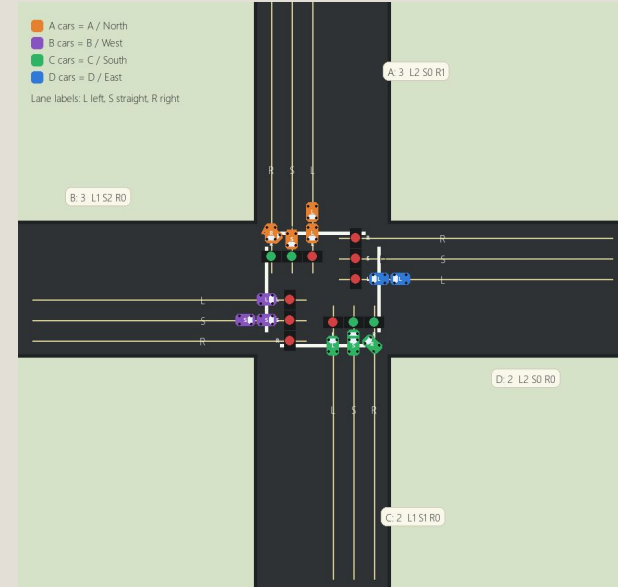 A cars = A / North
B cars = B / West
C cars = C / South
D cars = D / East
Lane labels: L left, S straight, R right
A: 3 L2 S0 R1
R S L
B: 3 L1 S2 R0
R
S
L
L
S
R
D: 2 L2 S0 R0
L S R
C: 2 L1 S1 R0